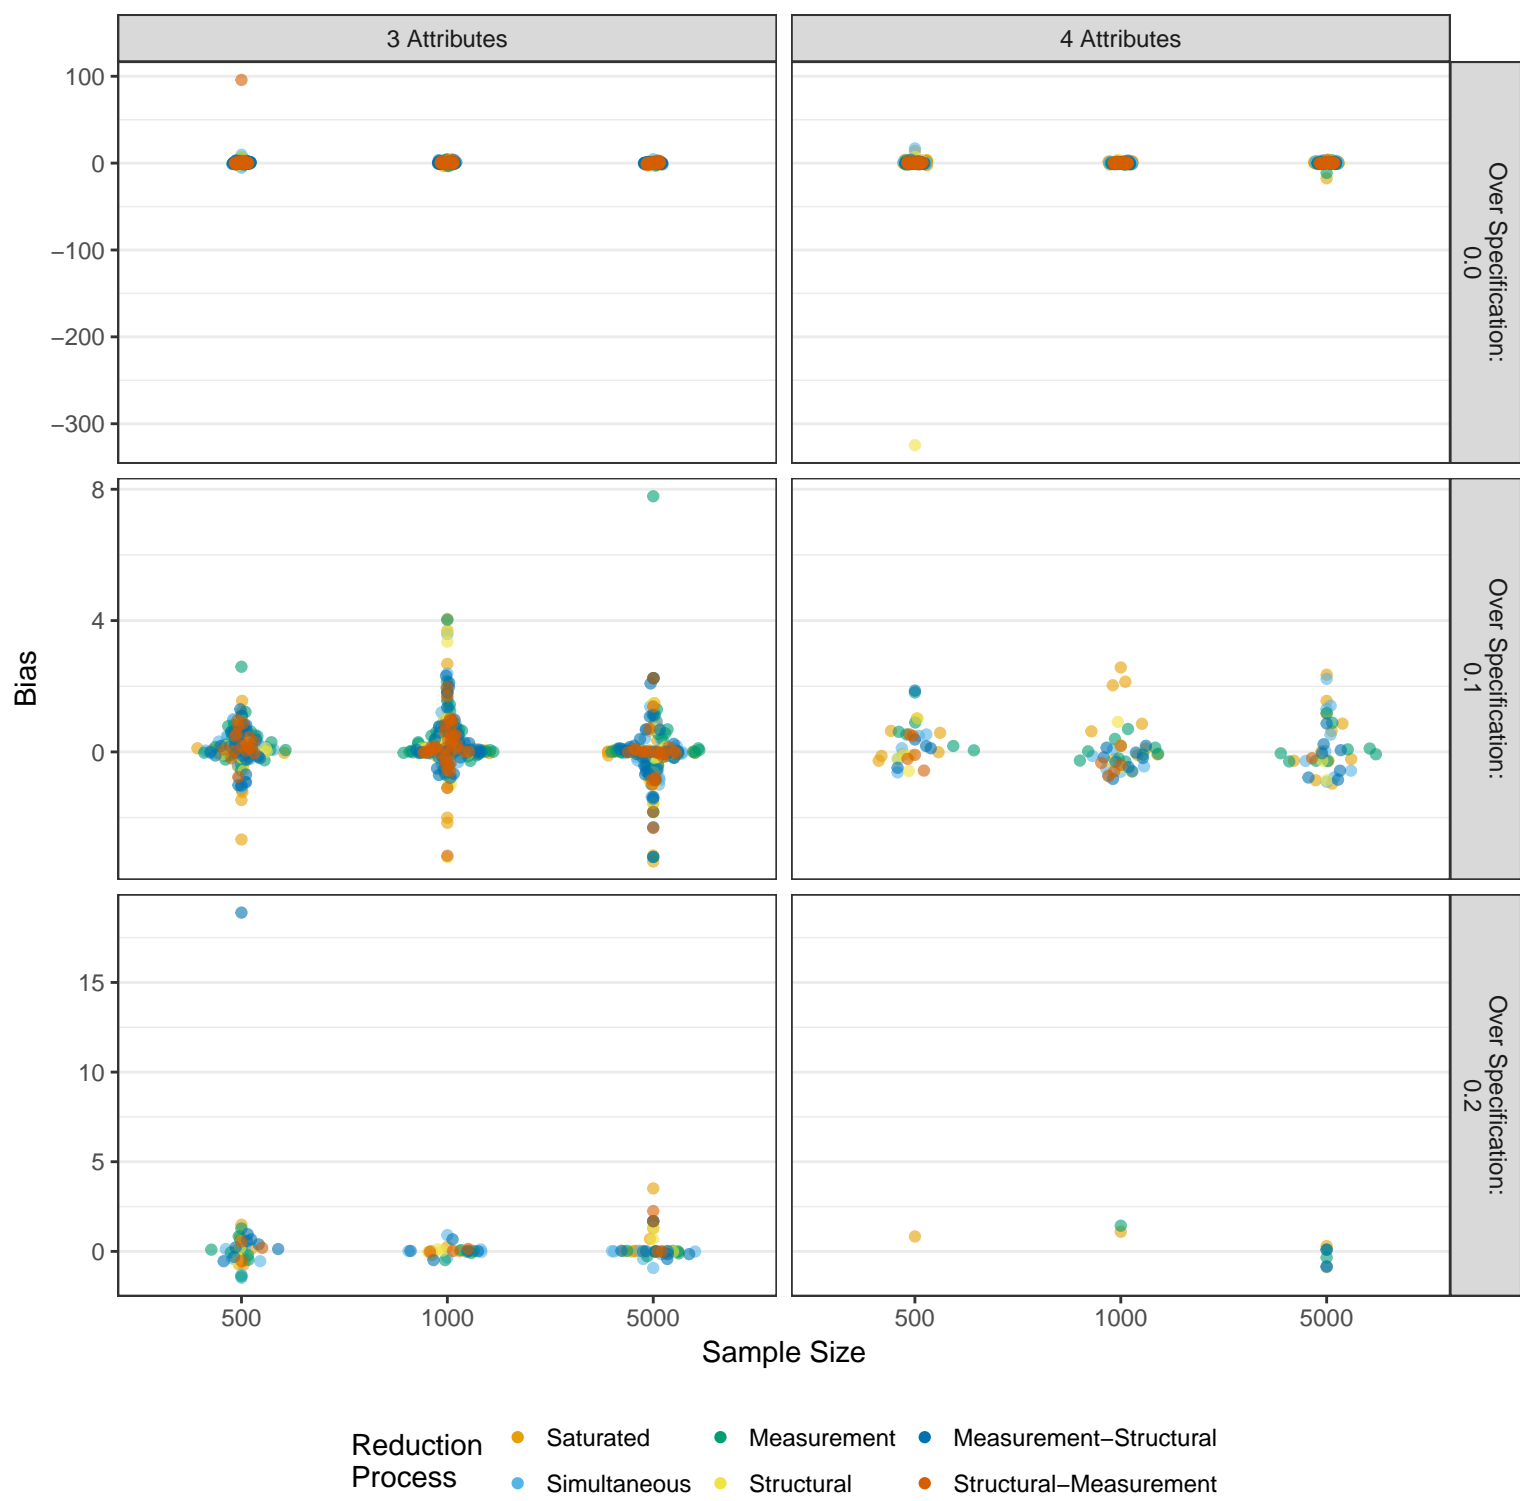 3 Attributes
4 Attributes
100
0
−100
−200
−300
Over Specification:
0.0
8
4
0
Over Specification:
0.1
15
10
5
0
Over Specification:
0.2
Bias
500
1000
5000
500
1000
5000
Sample Size
Reduction
Process
Saturated
Measurement
Measurement−Structural
Simultaneous
Structural
Structural−Measurement